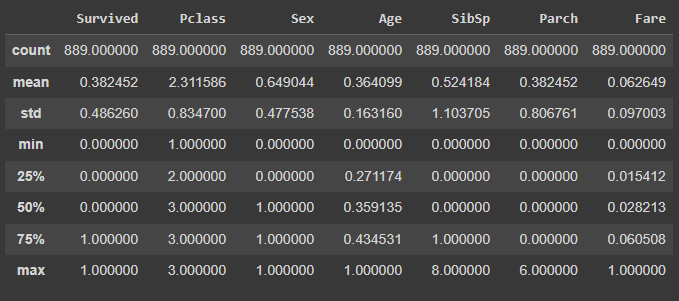 Survived Pclass Sex Age SibSp Parch Fare
count 889.000000 889.000000 889.000000 889.000000 889.000000 889.000000 889.000000
mean 0.382452 2.311586 0.649044 0.364099 0.524184 0.382452 0.062649
std 0.486260 0.834700 0.477538 0.163160 1.103705 0.806761 0.097003
min 0.000000 1.000000 0.000000 0.000000 0.000000 0.000000 0.000000
25% 0.000000 2.000000 0.000000 0.271174 0.000000 0.000000 0.015412
50% 0.000000 3.000000 1.000000 0.359135 0.000000 0.000000 0.028213
75% 1.000000 3.000000 1.000000 0.434531 1.000000 0.000000 0.060508
max 1.000000 3.000000 1.000000 1.000000 8.000000 6.000000 1.000000